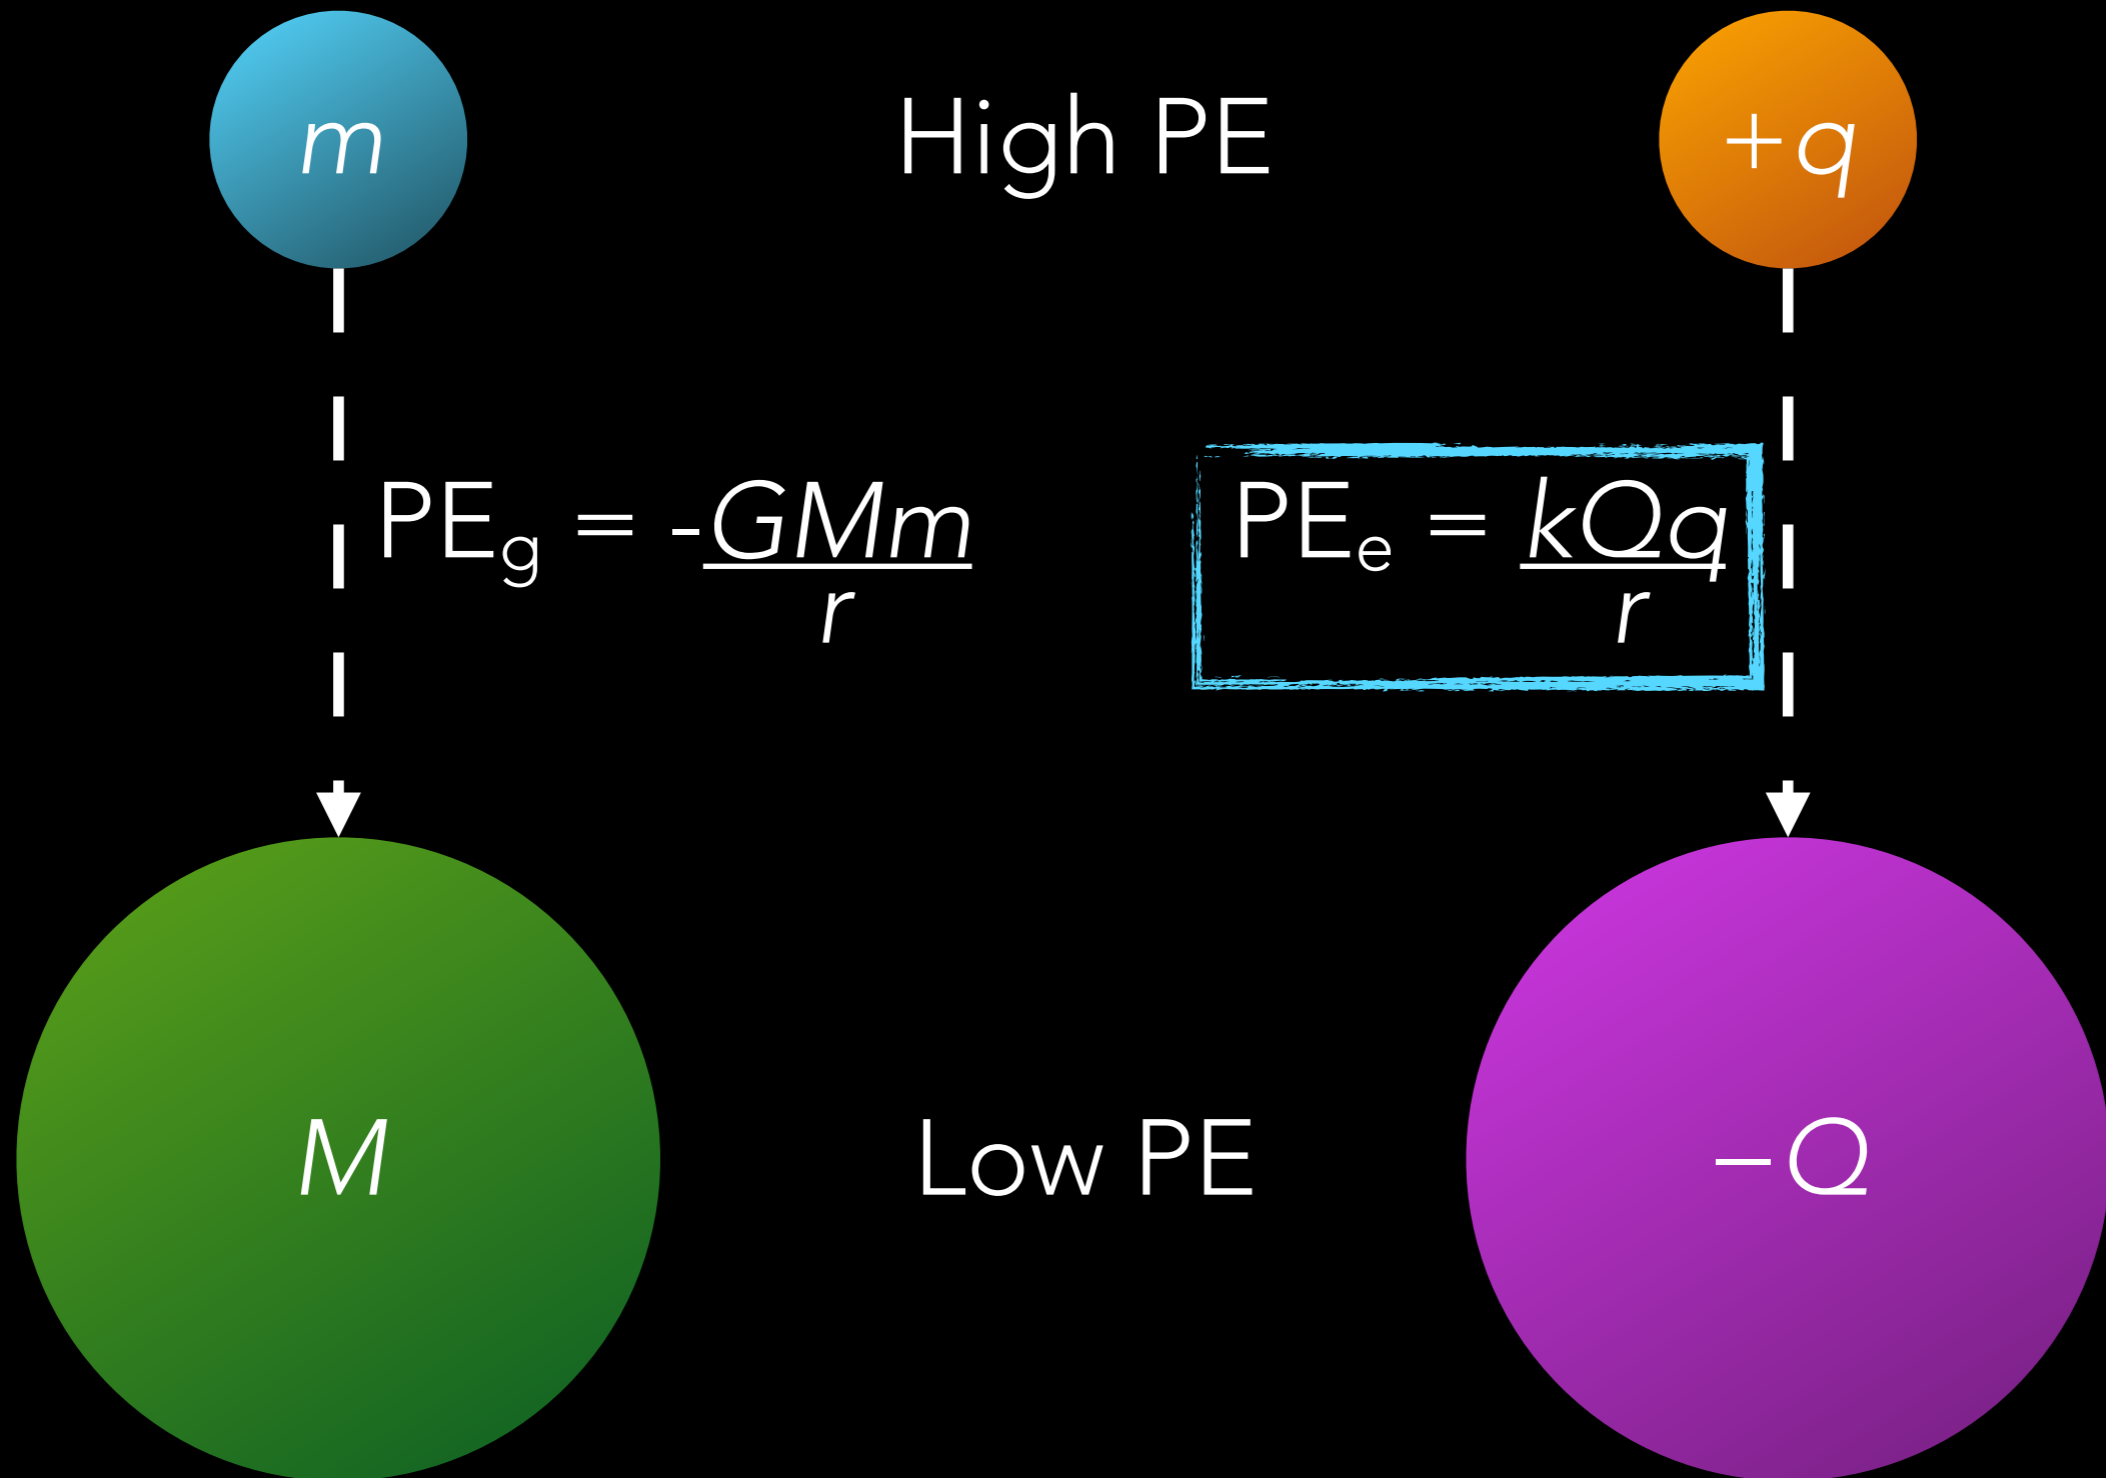 m High PE +q
PEg = -GMm/r PEe = kQq/r
M Low PE −Q